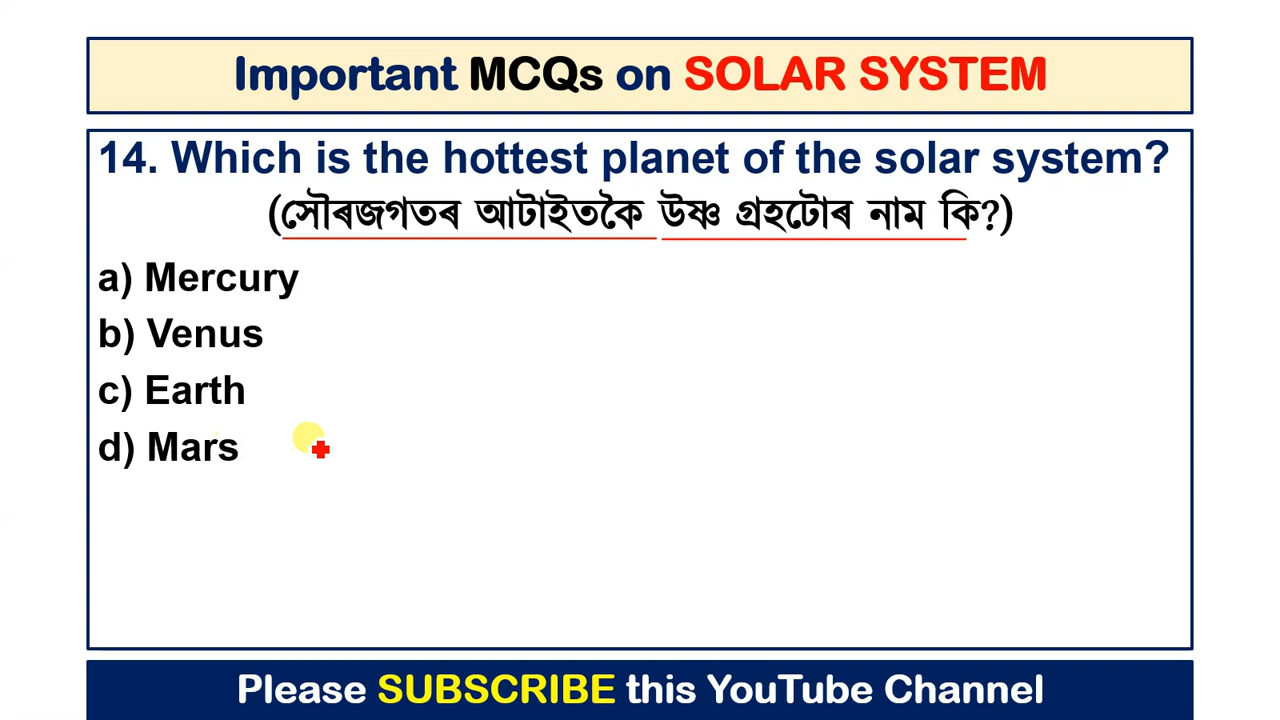 Important MCQs on SOLAR SYSTEM
14. Which is the hottest planet of the solar system?
(সৌৰজগতৰ আটাইতকৈ উষ্ণ গ্ৰহটোৰ নাম কি?)
a) Mercury
b) Venus
c) Earth
d) Mars
Please SUBSCRIBE this YouTube Channel